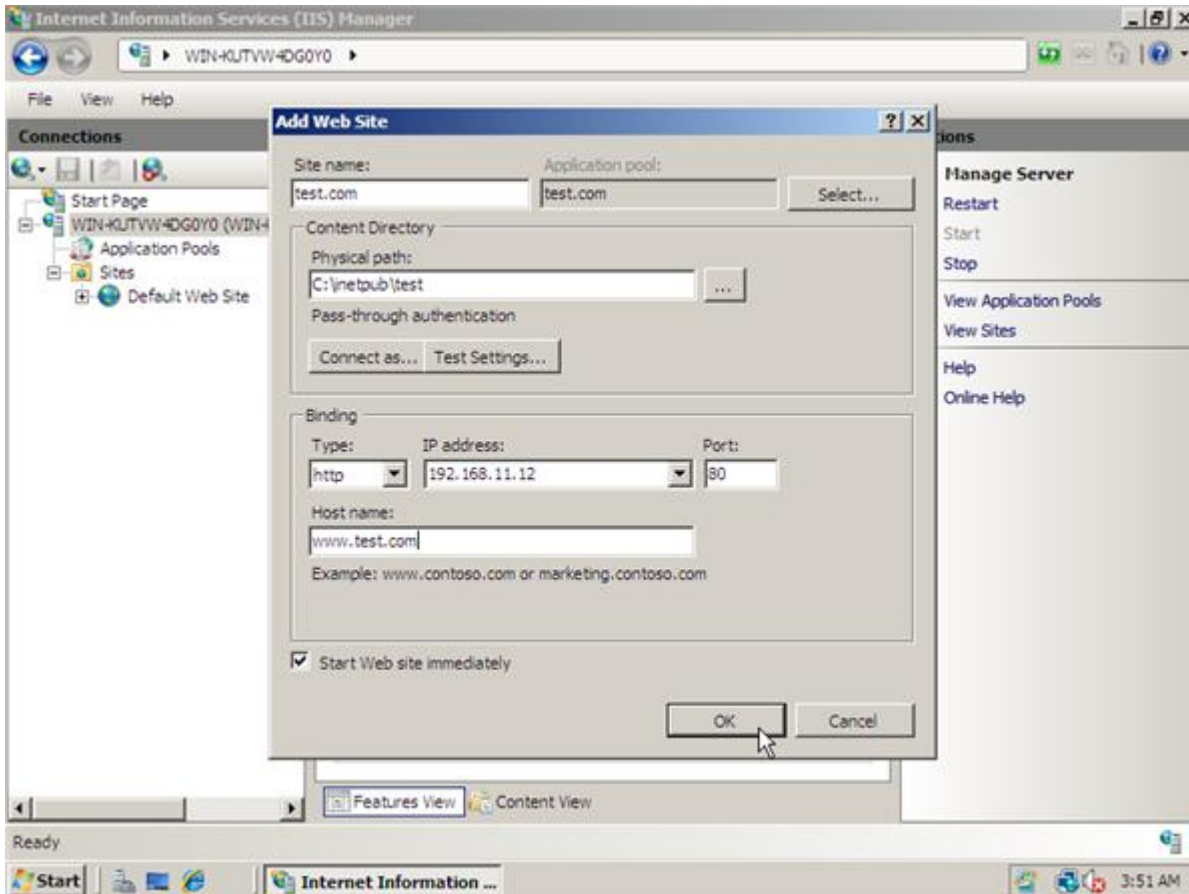 Internet Information Services (IIS) Manager
WIN-KUTVW4DG0Y0
File View Help
Connections
Start Page
WIN-KUTVW4DG0Y0 (WIN-K
Application Pools
Sites
Default Web Site
Add Web Site
Site name:
Application pool:
test.com
test.com
Select...
Content Directory
Physical path:
C:\inetpub\test
...
Pass-through authentication
Connect as...
Test Settings...
Binding
Type:
IP address:
Port:
http
192.168.11.12
80
Host name:
www.test.com
Example: www.contoso.com or marketing.contoso.com
Start Web site immediately
OK
Cancel
ions
Manage Server
Restart
Start
Stop
View Application Pools
View Sites
Help
Online Help
Features View
Content View
Ready
Start
Internet Information ...
3:51 AM